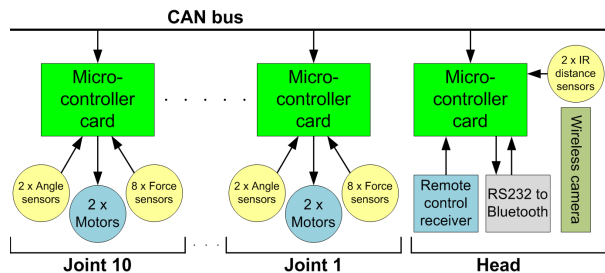 CAN bus
Micro-
controller
card
Micro-
controller
card
Micro-
controller
card
2 x IR
distance
sensors
Wireless camera
2 x Angle
sensors
2 x
Motors
8 x Force
sensors
2 x Angle
sensors
2 x
Motors
8 x Force
sensors
Remote
control
receiver
RS232 to
Bluetooth
Joint 10
Joint 1
Head